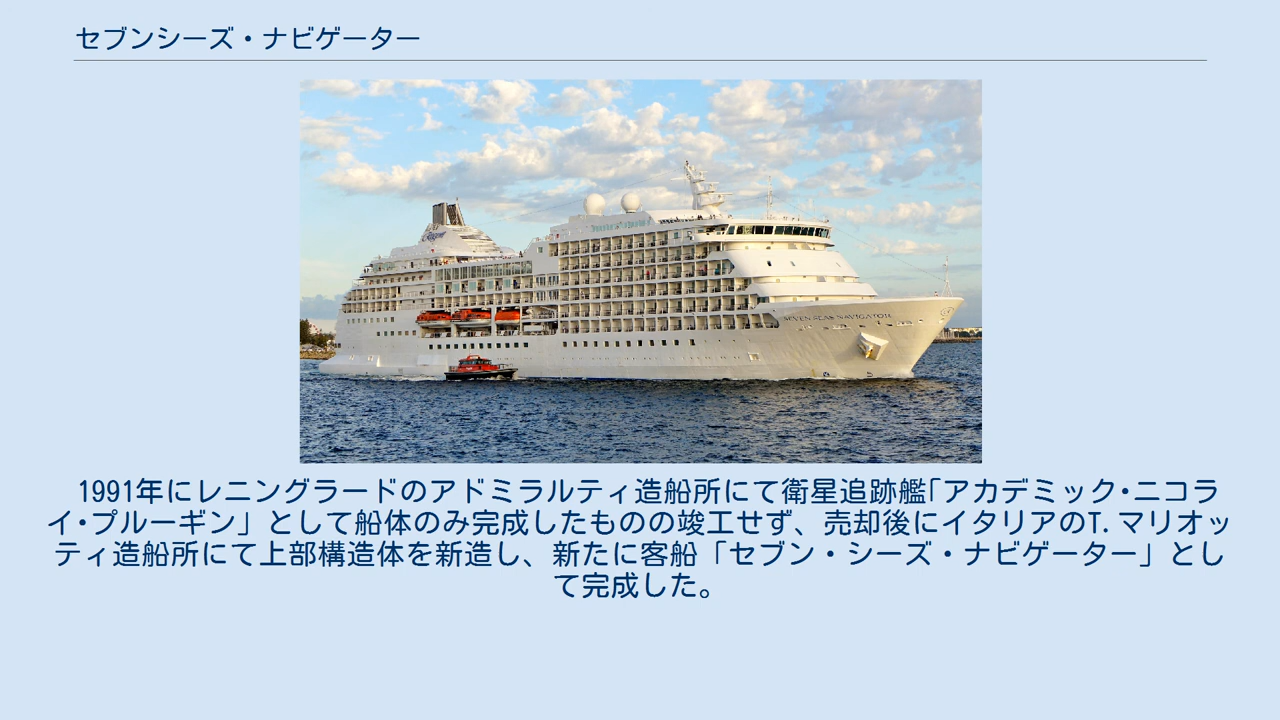 セブンシーズ・ナビゲーター
SEVEN SEAS NAVIGATOR
1991年にレニングラードのアドミラルティ造船所にて衛星追跡艦｢アカデミック･ニコラ
イ･プルーギン」として船体のみ完成したものの竣工せず、売却後にイタリアのT.マリオッ
ティ造船所にて上部構造体を新造し、新たに客船「セブン・シーズ・ナビゲーター」とし
て完成した。